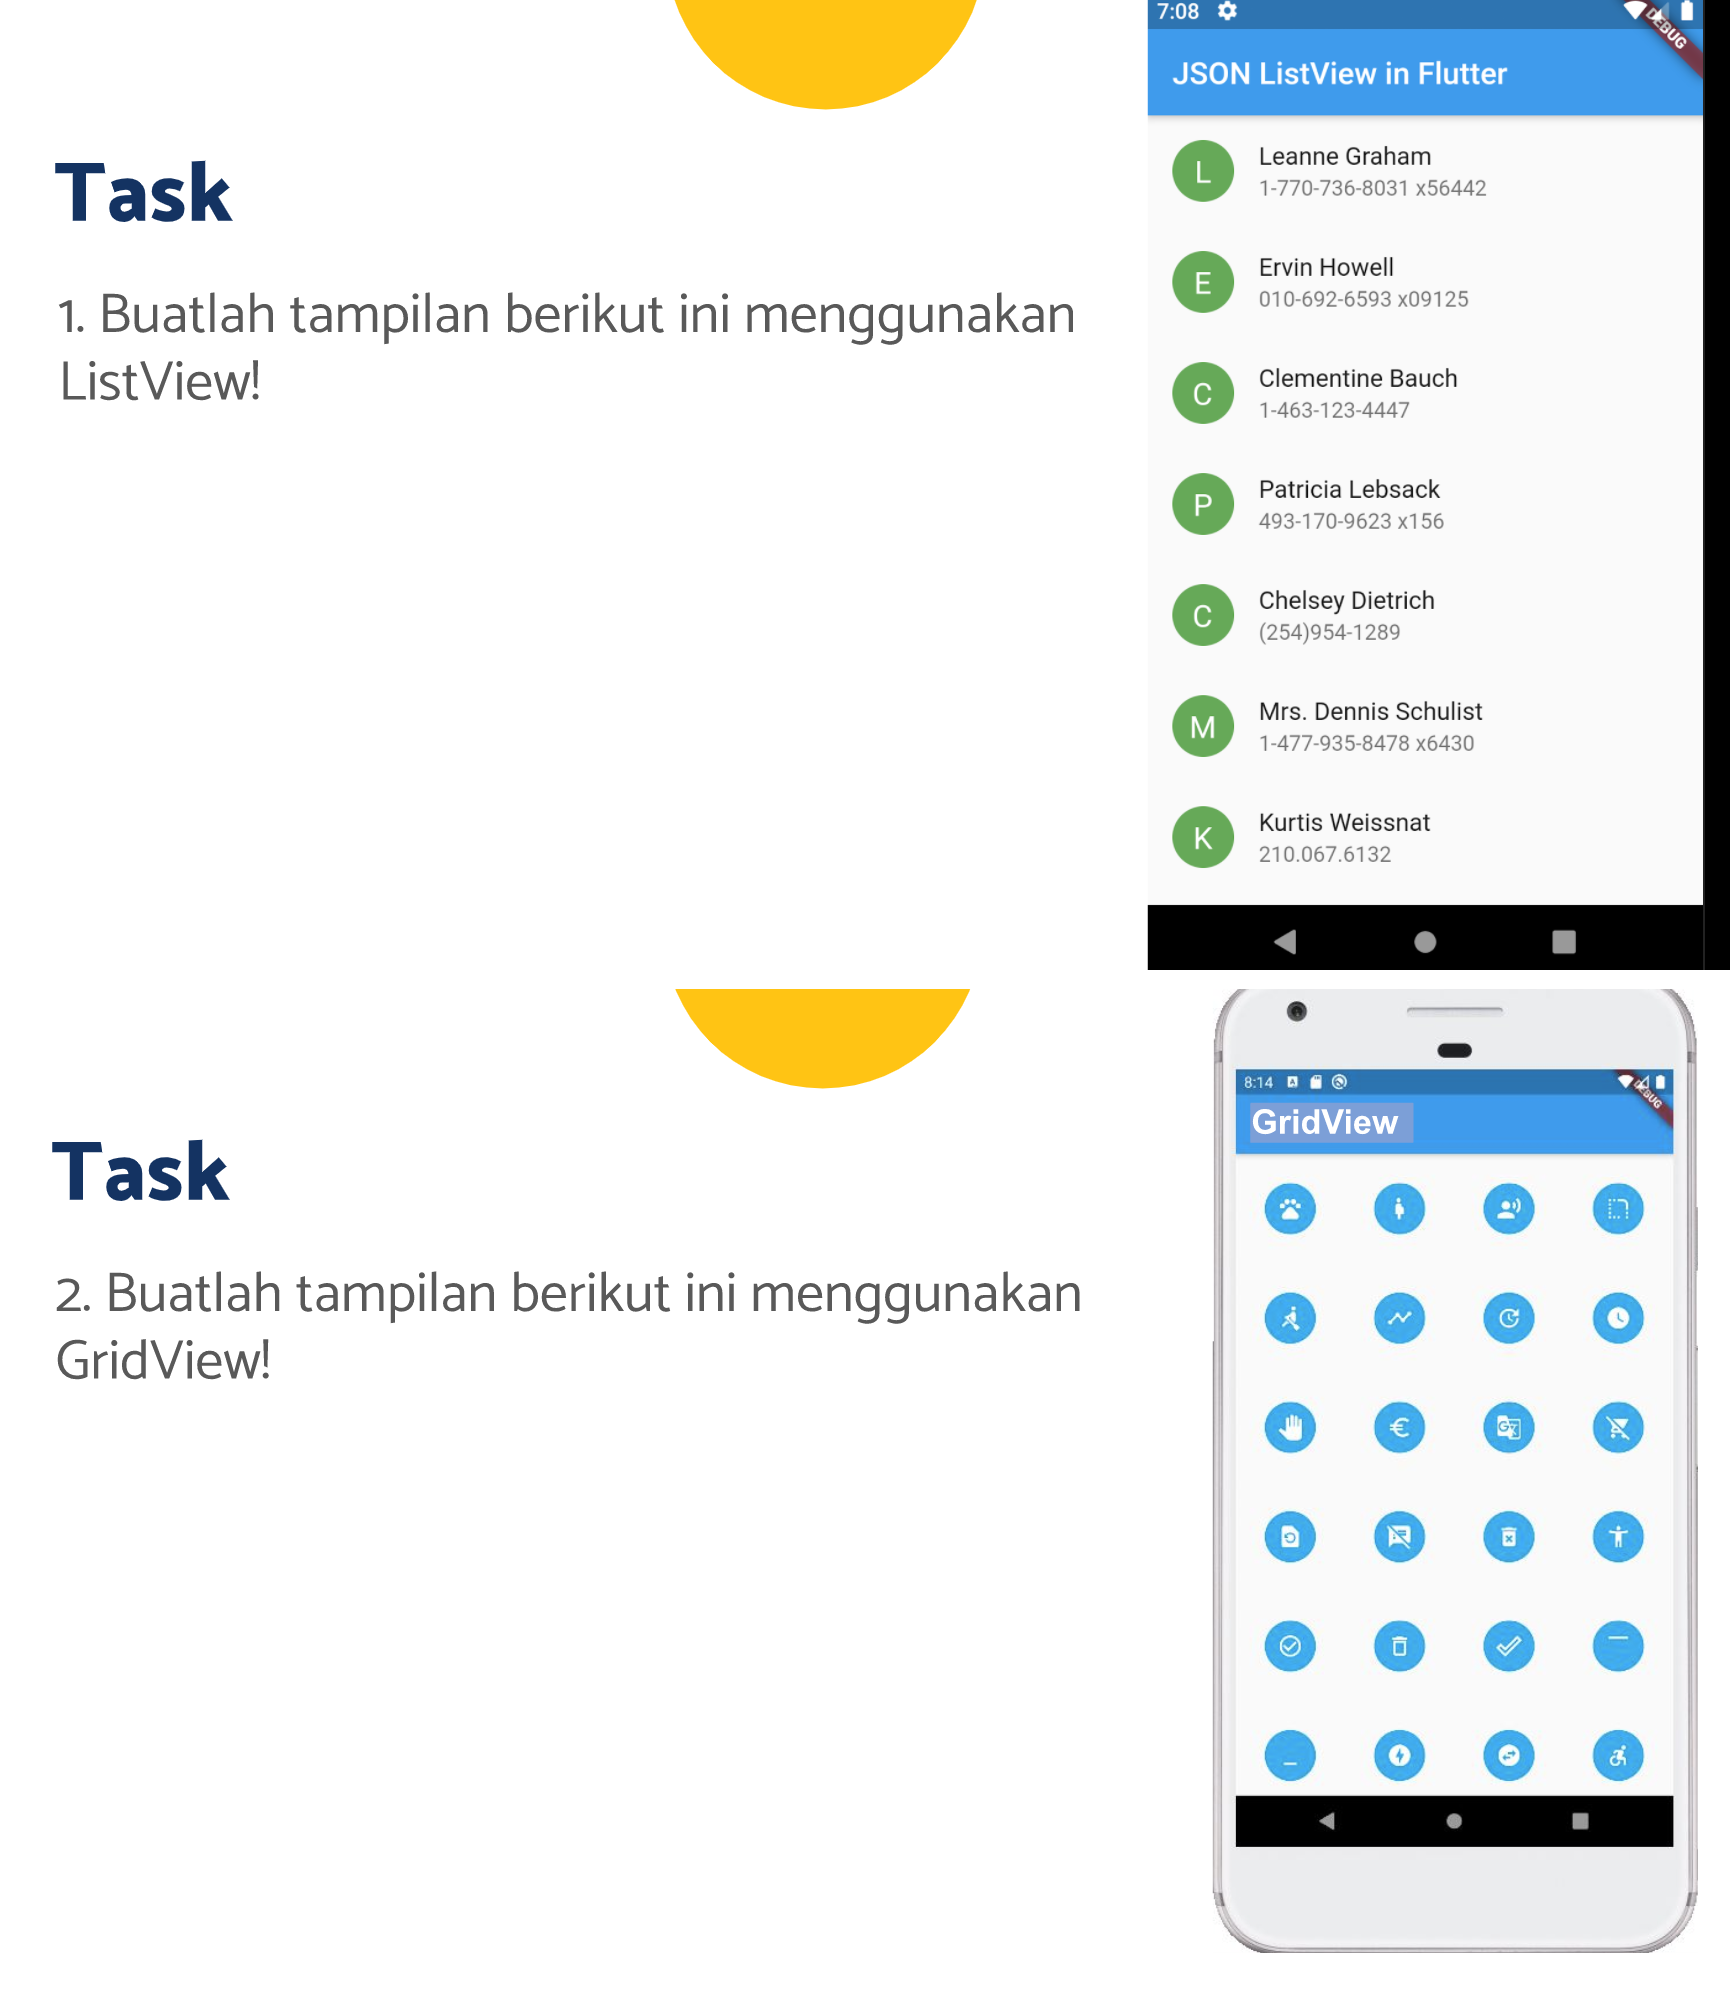 7:08
DEBUG
JSON ListView in Flutter
Task
1. Buatlah tampilan berikut ini menggunakan
ListView!
L
Leanne Graham
1-770-736-8031 x56442
E
Ervin Howell
010-692-6593 x09125
C
Clementine Bauch
1-463-123-4447
P
Patricia Lebsack
493-170-9623 x156
C
Chelsey Dietrich
(254)954-1289
M
Mrs. Dennis Schulist
1-477-935-8478 x6430
K
Kurtis Weissnat
210.067.6132
Task
2. Buatlah tampilan berikut ini menggunakan
GridView!
8:14
DEBUG
GridView